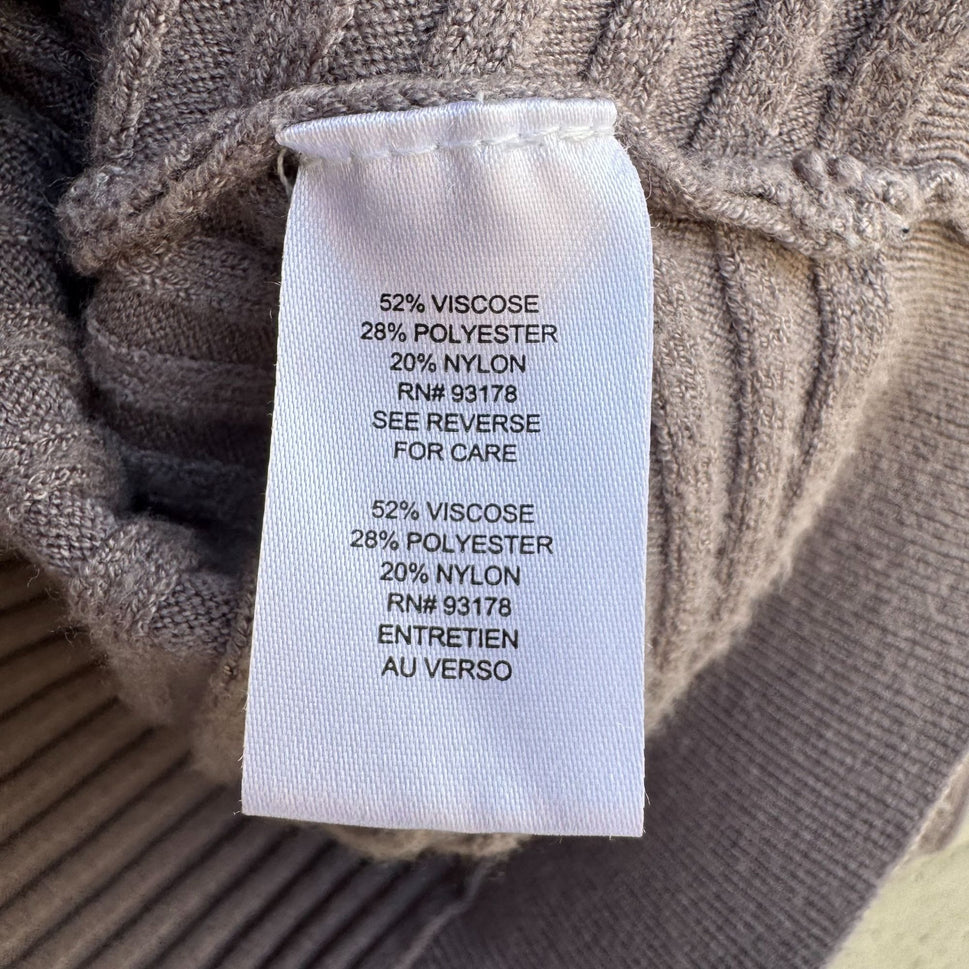 52% VISCOSE
28% POLYESTER
20% NYLON
RN# 93178
SEE REVERSE
FOR CARE
52% VISCOSE
28% POLYESTER
20% NYLON
RN# 93178
ENTRETIEN
AU VERSO